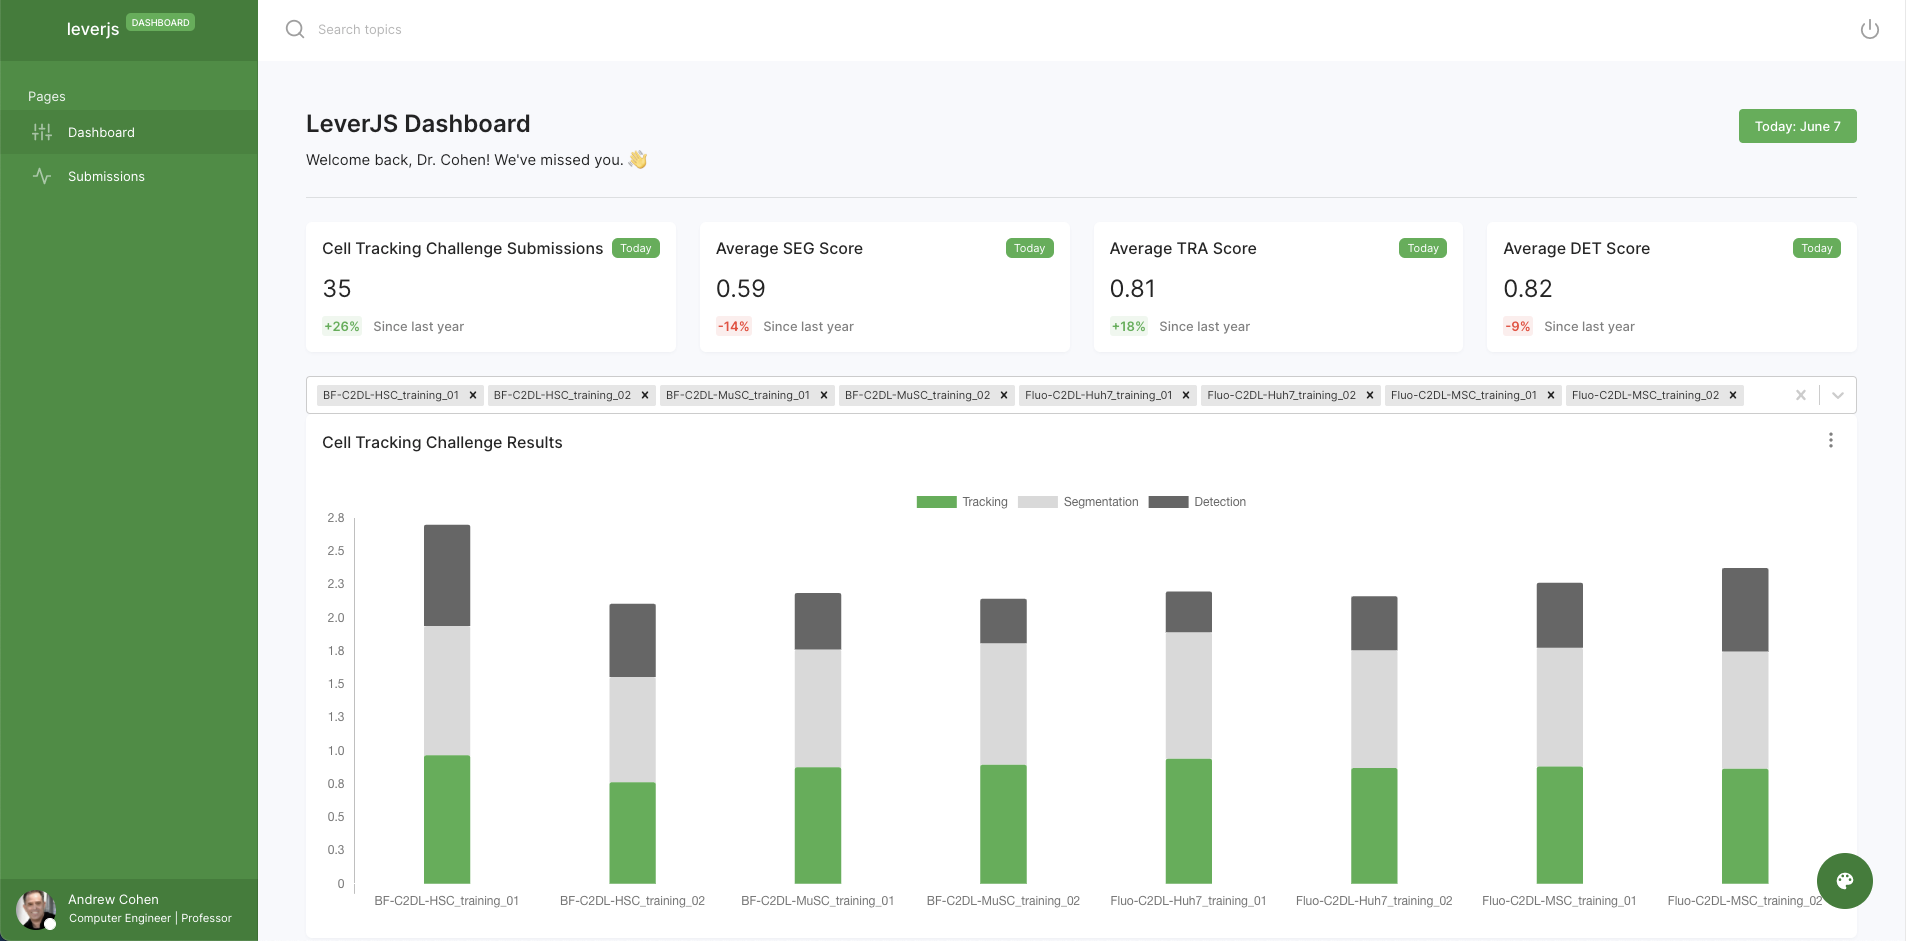 leverjs DASHBOARD
Search topics
Pages
Dashboard
Submissions
LeverJS Dashboard
Today: June 7
Welcome back, Dr. Cohen! We've missed you. 👋
Cell Tracking Challenge Submissions Today
35
+26% Since last year
Average SEG Score Today
0.59
-14% Since last year
Average TRA Score Today
0.81
+18% Since last year
Average DET Score Today
0.82
-9% Since last year
BF-C2DL-HSC_training_01 BF-C2DL-HSC_training_02 BF-C2DL-MuSC_training_01 BF-C2DL-MuSC_training_02 Fluo-C2DL-Huh7_training_01 Fluo-C2DL-Huh7_training_02 Fluo-C2DL-MSC_training_01 Fluo-C2DL-MSC_training_02
Cell Tracking Challenge Results
Tracking Segmentation Detection
2.8
2.5
2.3
2.0
1.8
1.5
1.3
1.0
0.8
0.5
0.3
0
BF-C2DL-HSC_training_01 BF-C2DL-HSC_training_02 BF-C2DL-MuSC_training_01 BF-C2DL-MuSC_training_02 Fluo-C2DL-Huh7_training_01 Fluo-C2DL-Huh7_training_02 Fluo-C2DL-MSC_training_01 Fluo-C2DL-MSC_training_02
Andrew Cohen
Computer Engineer | Professor